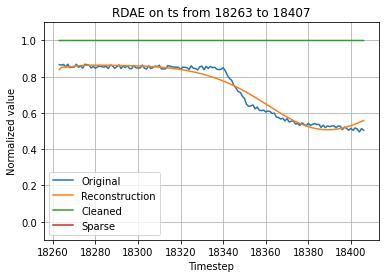 RDAE on ts from 18263 to 18407
Normalized value
1.0
0.8
0.6
0.4
0.2
0.0
Original
Reconstruction
Cleaned
Sparse
18260 18280 18300 18320 18340 18360 18380 18400
Timestep